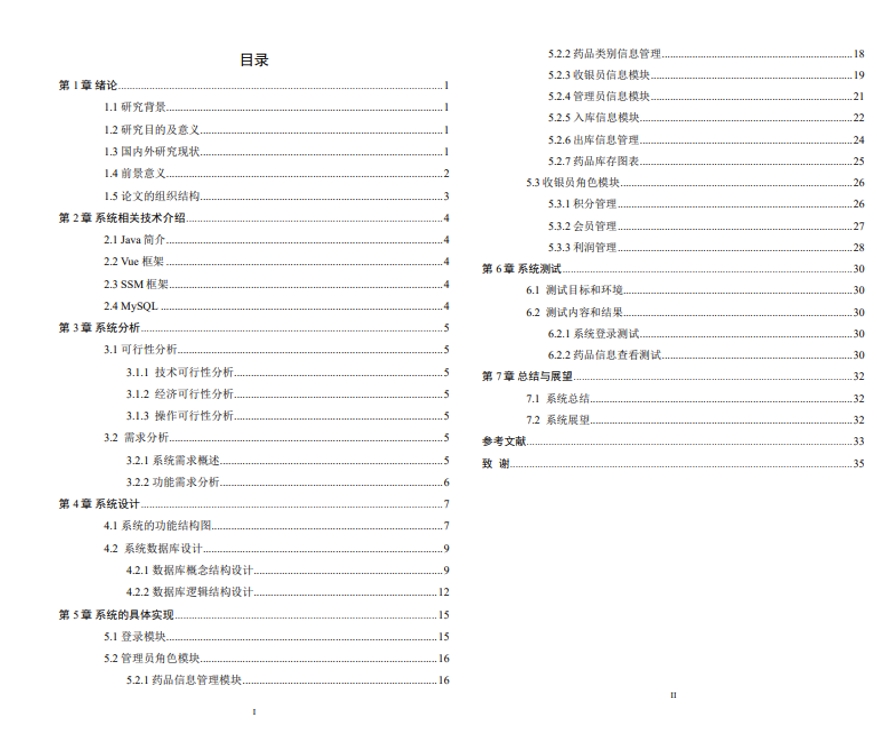 目录
第 1 章 绪论 1
1.1 研究背景 1
1.2 研究目的及意义 1
1.3 国内外研究现状 1
1.4 前景意义 2
1.5 论文的组织结构 3
第 2 章 系统相关技术介绍 4
2.1 Java 简介 4
2.2 Vue 框架 4
2.3 SSM 框架 4
2.4 MySQL 4
第 3 章 系统分析 5
3.1 可行性分析 5
3.1.1 技术可行性分析 5
3.1.2 经济可行性分析 5
3.1.3 操作可行性分析 5
3.2 需求分析 5
3.2.1 系统需求概述 5
3.2.2 功能需求分析 6
第 4 章 系统设计 7
4.1 系统的功能结构图 7
4.2 系统数据库设计 9
4.2.1 数据库概念结构设计 9
4.2.2 数据库逻辑结构设计 12
第 5 章 系统的具体实现 15
5.1 登录模块 15
5.2 管理员角色模块 16
5.2.1 药品信息管理模块 16
I
5.2.2 药品类别信息管理 18
5.2.3 收银员信息模块 19
5.2.4 管理员信息模块 21
5.2.5 入库信息模块 22
5.2.6 出库信息管理 24
5.2.7 药品库存图表 25
5.3 收银员角色模块 26
5.3.1 积分管理 26
5.3.2 会员管理 27
5.3.3 利润管理 28
第 6 章 系统测试 30
6.1 测试目标和环境 30
6.2 测试内容和结果 30
6.2.1 系统登录测试 30
6.2.2 药品信息查看测试 30
第 7 章 总结与展望 32
7.1 系统总结 32
7.2 系统展望 32
参考文献 33
致 谢 35
II